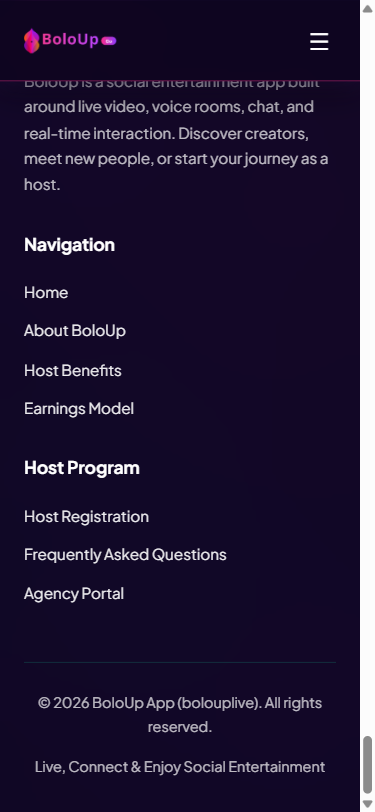 BoloUp
BoloUp is a social entertainment app built
around live video, voice rooms, chat, and
real-time interaction. Discover creators,
meet new people, or start your journey as a
host.
Navigation
Home
About BoloUp
Host Benefits
Earnings Model
Host Program
Host Registration
Frequently Asked Questions
Agency Portal
© 2026 BoloUp App (bolouplive). All rights
reserved.
Live, Connect & Enjoy Social Entertainment